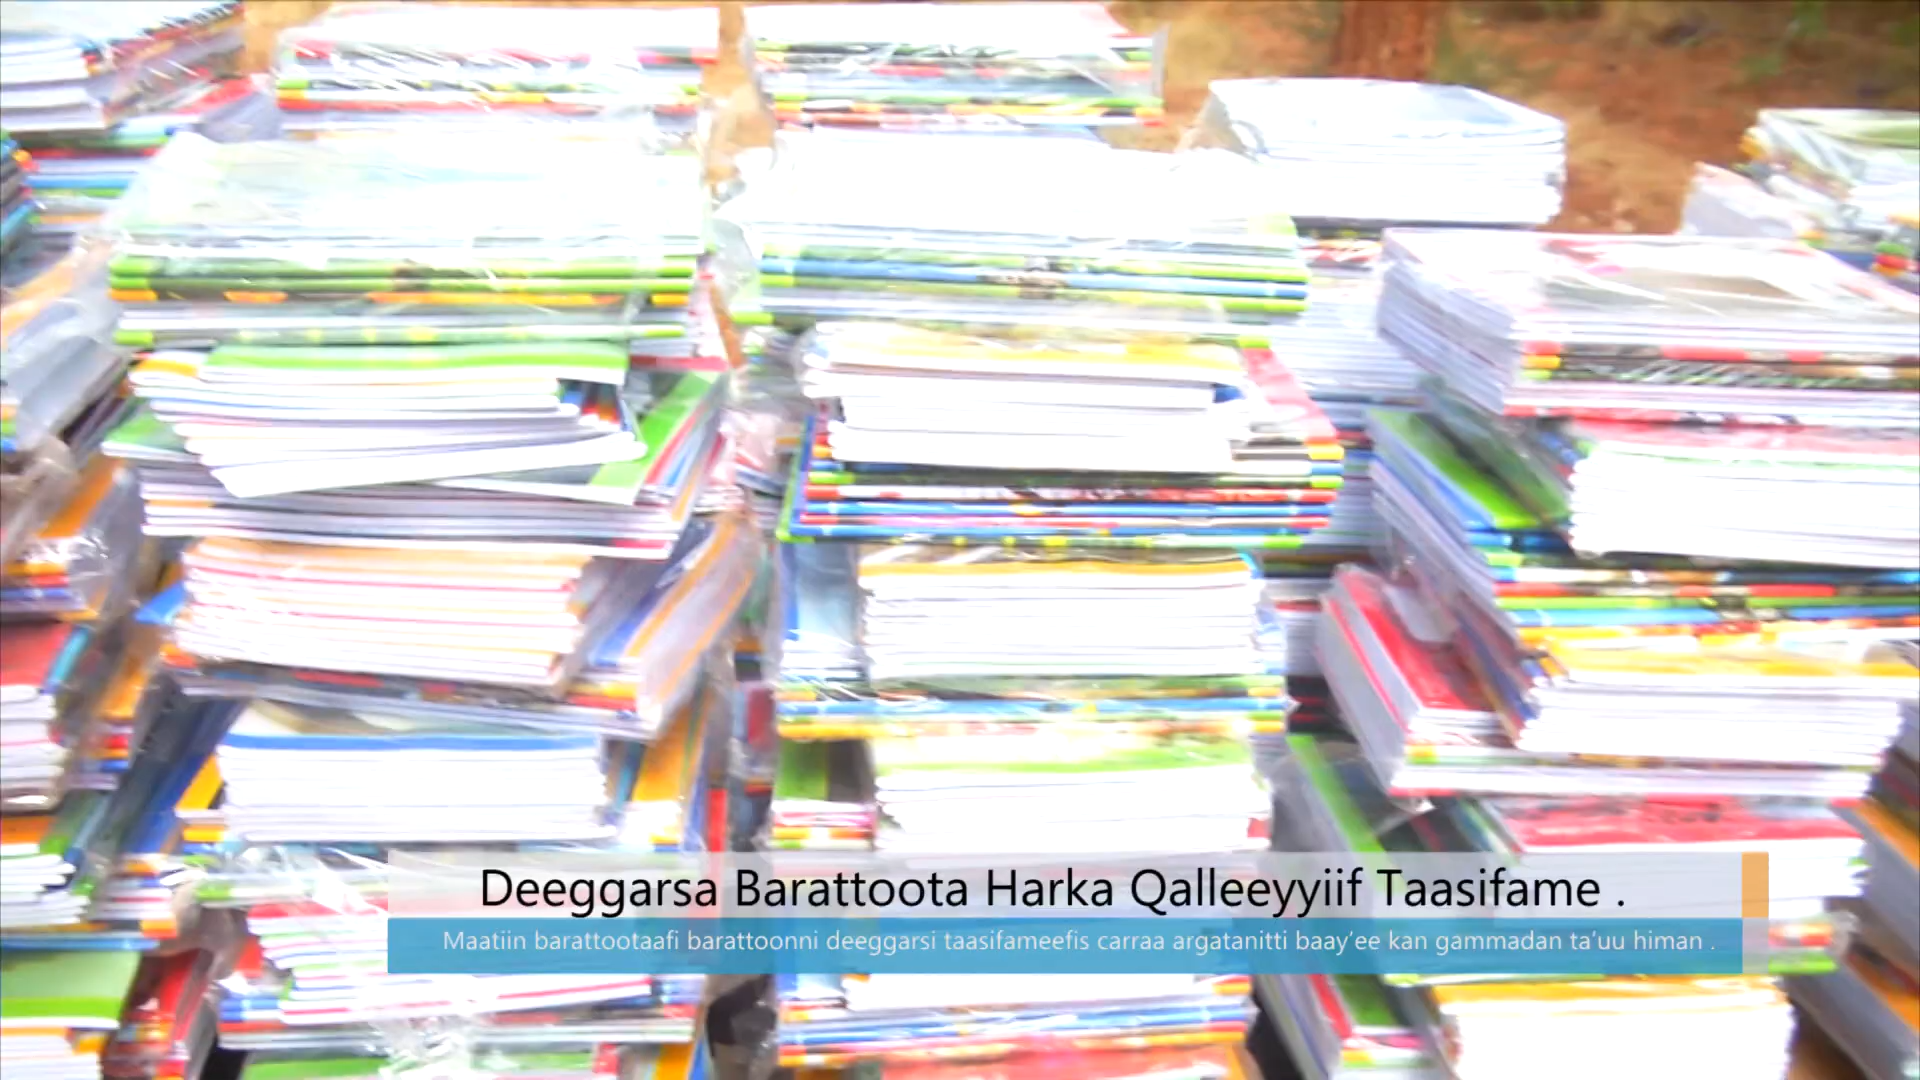 Deeggarsa Barattoota Harka Qalleeyyiif Taasifame .
Maatiin barattootaafi barattoonni deeggarsi taasifameefis carraa argatanitti baay’ee kan gammadan ta’uu himan .